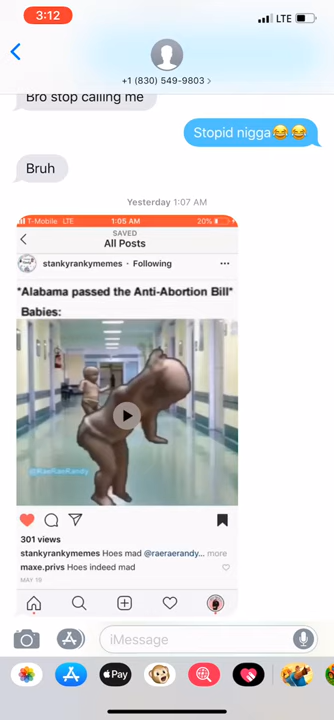 3:12
LTE
+1 (830) 549-9803 >
Bro stop calling me
Stopid nigga😂😂
Bruh
Yesterday 1:07 AM
T-Mobile LTE 1:05 AM 20%
SAVED
All Posts
stankyrankymemes · Following ...
*Alabama passed the Anti-Abortion Bill*
Babies:
@RaeRaeRandy
301 views
stankyrankymemes Hoes mad @raeraerandy... more
maxe.privs Hoes indeed mad
MAY 19
iMessage
Pay